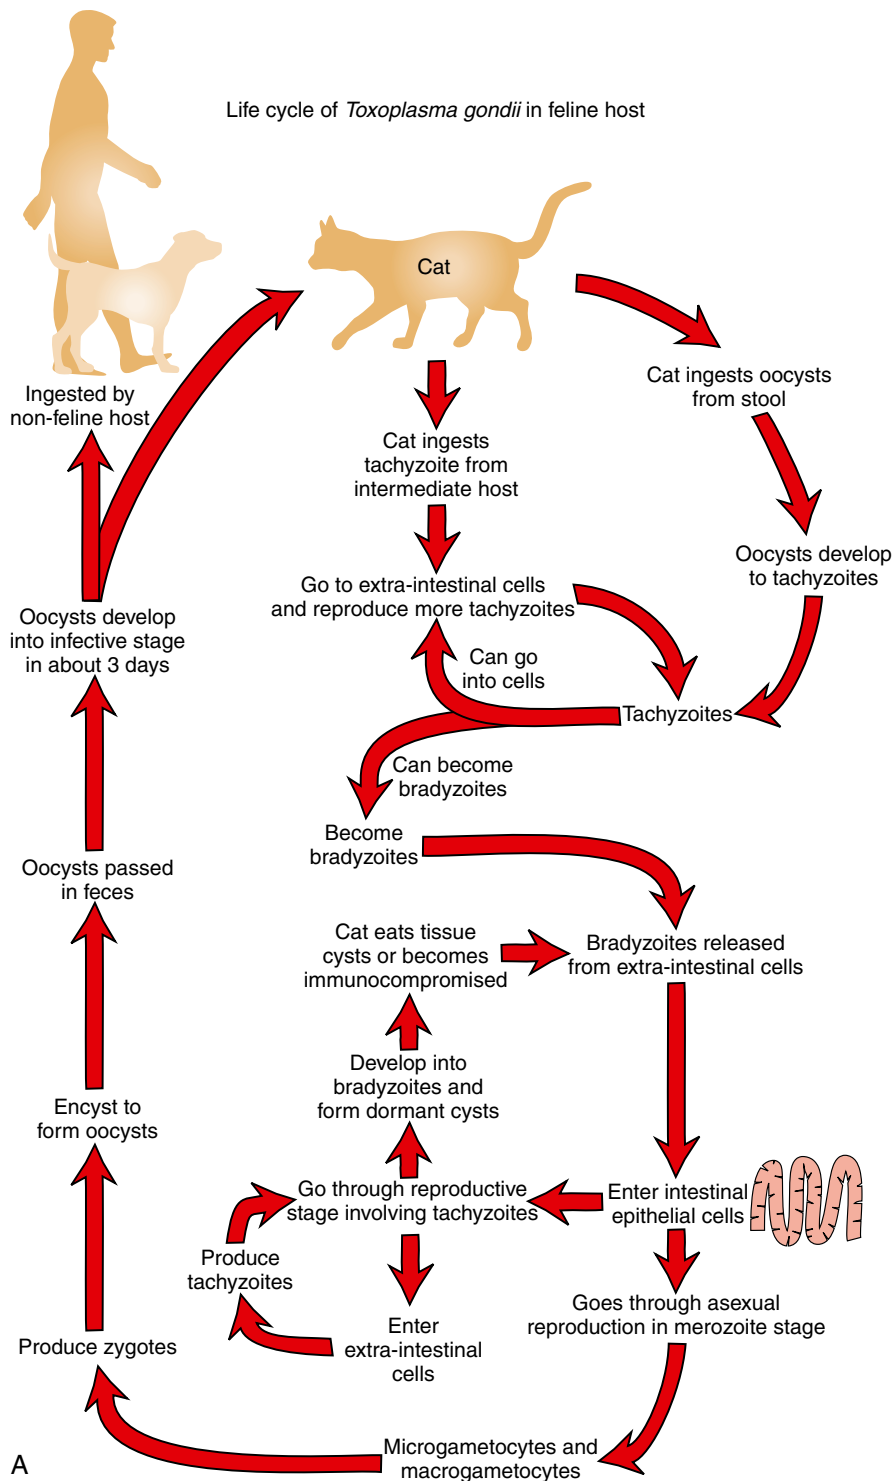 Life cycle of Toxoplasma gondii in feline host
Cat
Ingested by
non-feline host
Cat ingests oocysts
from stool
Cat ingests
tachyzoite from
intermediate host
Oocysts develop
to tachyzoites
Go to extra-intestinal cells
and reproduce more tachyzoites
Oocysts develop
into infective stage
in about 3 days
Can go
into cells
Tachyzoites
Can become
bradyzoites
Become
bradyzoites
Oocysts passed
in feces
Cat eats tissue
cysts or becomes
immunocompromised
Bradyzoites released
from extra-intestinal cells
Develop into
bradyzoites and
form dormant cysts
Encyst to
form oocysts
Go through reproductive
stage involving tachyzoites
Enter intestinal
epithelial cells
Produce
tachyzoites
Goes through asexual
reproduction in merozoite stage
Enter
extra-intestinal
cells
Produce zygotes
Microgametocytes and
macrogametocytes
A